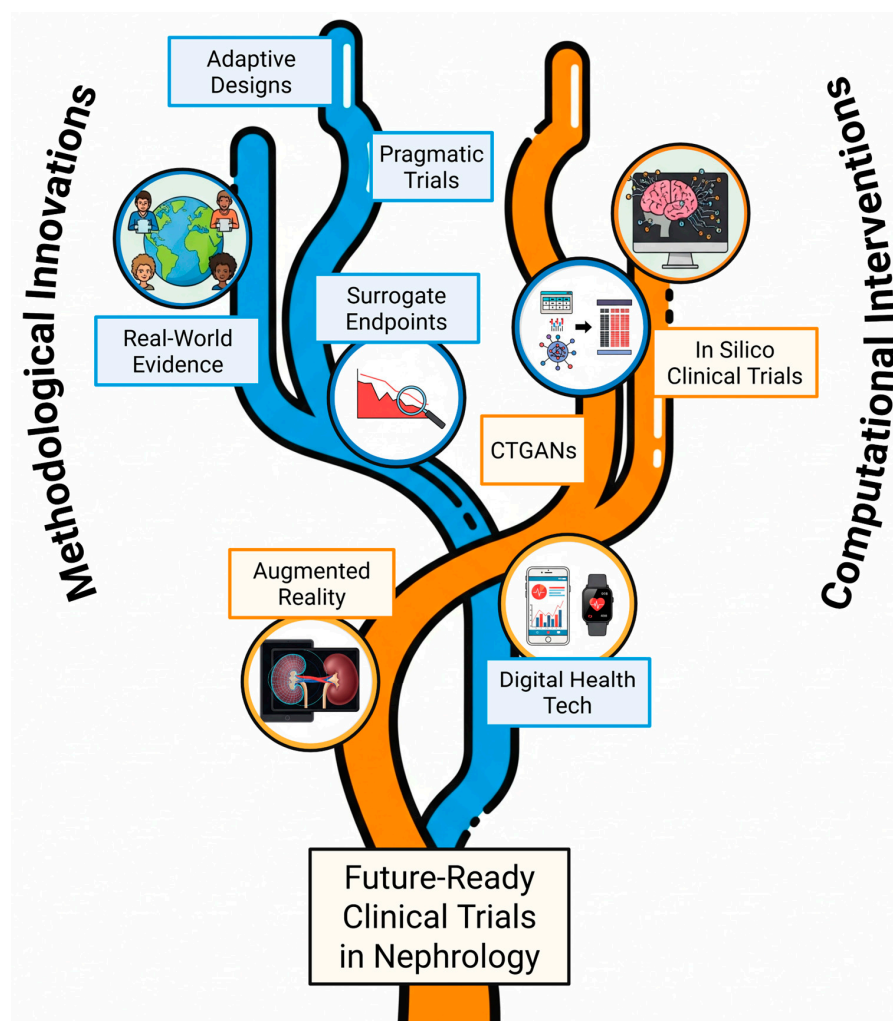 Methodological Innovations
Computational Interventions
Adaptive
Designs
Pragmatic
Trials
Real-World
Evidence
Surrogate
Endpoints
In Silico
Clinical Trials
CTGANs
Augmented
Reality
Digital Health
Tech
Future-Ready
Clinical Trials
in Nephrology